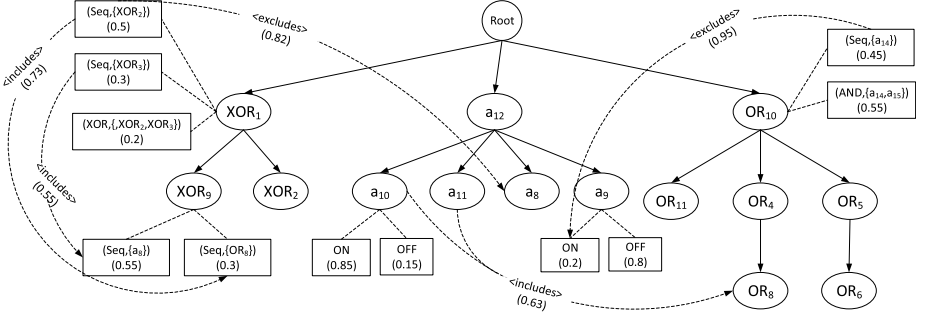 (Seq,{XOR₂})
(0.5)
<excludes>
(0.82)
Root
<excludes>
(0.95)
(Seq,{a₁₄})
(0.45)
<includes>
(0.73)
(Seq,{XOR₃})
(0.3)
(AND,{a₁₄,a₁₅})
(0.55)
(XOR,{,XOR₂,XOR₃})
(0.2)
XOR₁
a₁₂
OR₁₀
<includes>
(0.55)
XOR₉
XOR₂
a₁₀
a₁₁
a₈
a₉
OR₁₁
OR₄
OR₅
(Seq,{a₈})
(0.55)
(Seq,{OR₈})
(0.3)
ON
(0.85)
OFF
(0.15)
ON
(0.2)
OFF
(0.8)
<includes>
(0.63)
OR₈
OR₆